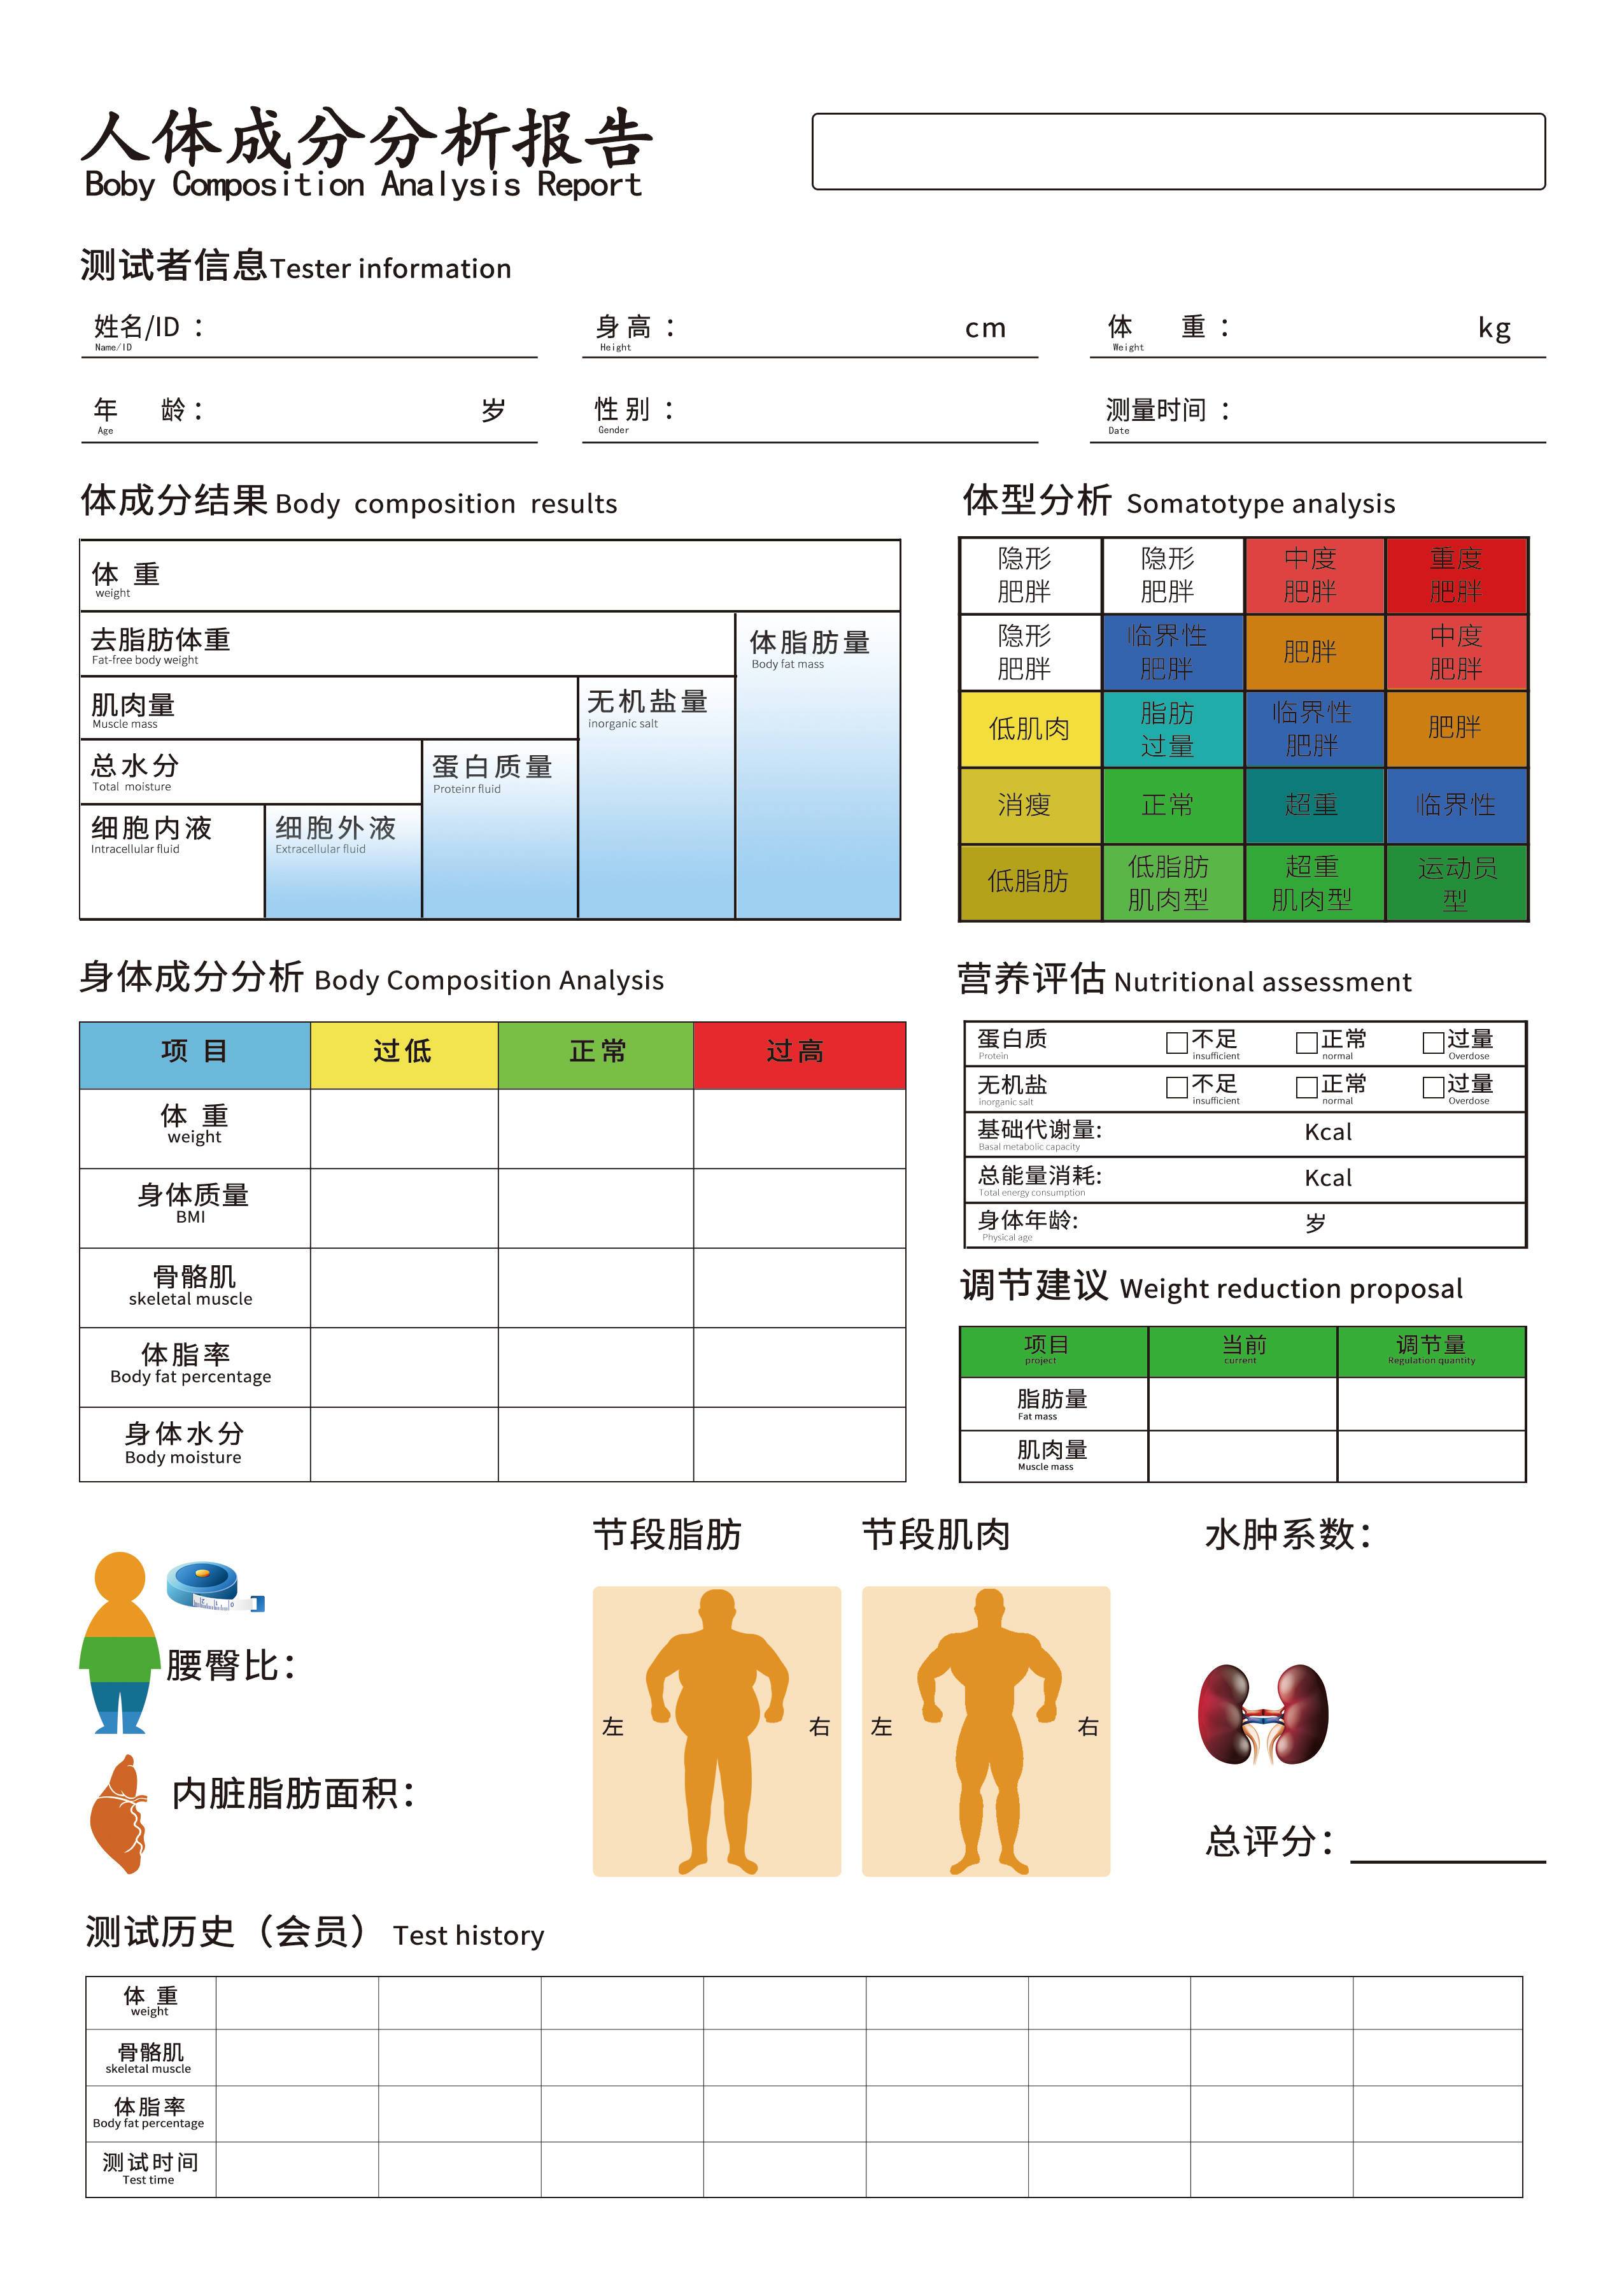 人体成分分析报告
Boby Composition Analysis Report
测试者信息Tester information
姓名/ID ：
Name/ID
身高 ： cm
Height
体 重 ： kg
Weight
年 龄： 岁
Age
性别 ：
Gender
测量时间 ：
Date
体成分结果 Body composition results
体 重
weight
去脂肪体重
Fat-free body weight
体脂肪量
Body fat mass
肌肉量
Muscle mass
无机盐量
inorganic salt
总水分
Total moisture
蛋白质量
Proteinr fluid
细胞内液
Intracellular fluid
细胞外液
Extracellular fluid
体型分析 Somatotype analysis
隐形
肥胖
隐形
肥胖
中度
肥胖
重度
肥胖
隐形
肥胖
临界性
肥胖
肥胖
中度
肥胖
低肌肉
脂肪
过量
临界性
肥胖
肥胖
消瘦
正常
超重
临界性
低脂肪
低脂肪
肌肉型
超重
肌肉型
运动员
型
身体成分分析 Body Composition Analysis
项 目 过低 正常 过高
体 重
weight
身体质量
BMI
骨骼肌
skeletal muscle
体脂率
Body fat percentage
身体水分
Body moisture
营养评估 Nutritional assessment
蛋白质 不足 正常 过量
Protein insufficient normal Overdose
无机盐 不足 正常 过量
inorganic salt insufficient normal Overdose
基础代谢量: Kcal
Basal metabolic capacity
总能量消耗: Kcal
Total energy consumption
身体年龄: 岁
Physical age
调节建议 Weight reduction proposal
项目 当前 调节量
project current Regulation quantity
脂肪量
Fat mass
肌肉量
Muscle mass
腰臀比：
内脏脂肪面积：
节段脂肪
左 右
节段肌肉
左 右
水肿系数：
总评分：
测试历史（会员） Test history
体 重
weight
骨骼肌
skeletal muscle
体脂率
Body fat percentage
测试时间
Test time